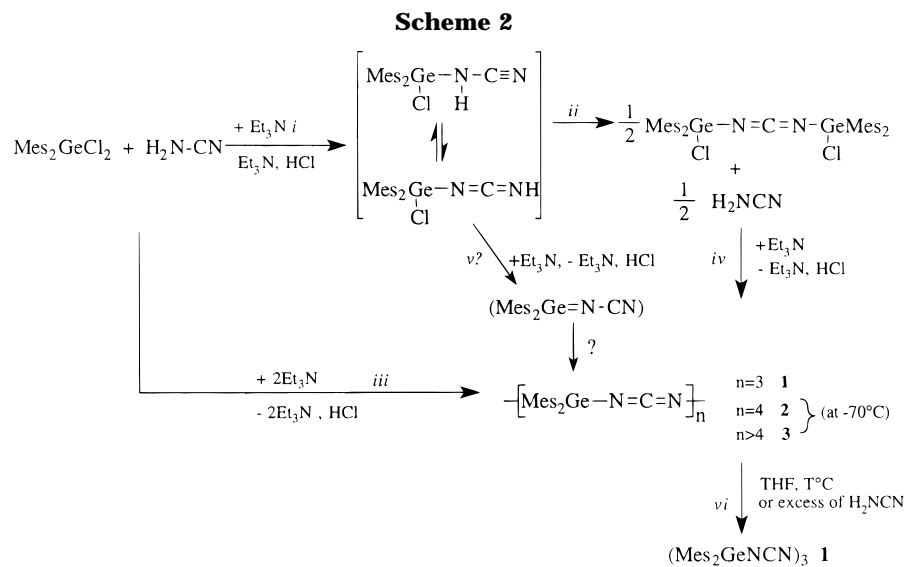 Scheme 2
Mes₂Ge–N–C≡N
Cl H
Mes₂GeCl₂ + H₂N-CN
+ Et₃N i
Et₃N, HCl
Mes₂Ge–N=C=NH
Cl
ii
1/2 Mes₂Ge–N=C=N–GeMes₂
Cl Cl
+
1/2 H₂NCN
v? +Et₃N, - Et₃N, HCl
iv +Et₃N
- Et₃N, HCl
(Mes₂Ge=N-CN)
?
+ 2Et₃N iii
- 2Et₃N , HCl
–[Mes₂Ge–N=C=N]–n
n=3 1
n=4 2
n>4 3
(at -70°C)
vi THF, T°C
or excess of H₂NCN
(Mes₂GeNCN)₃ 1